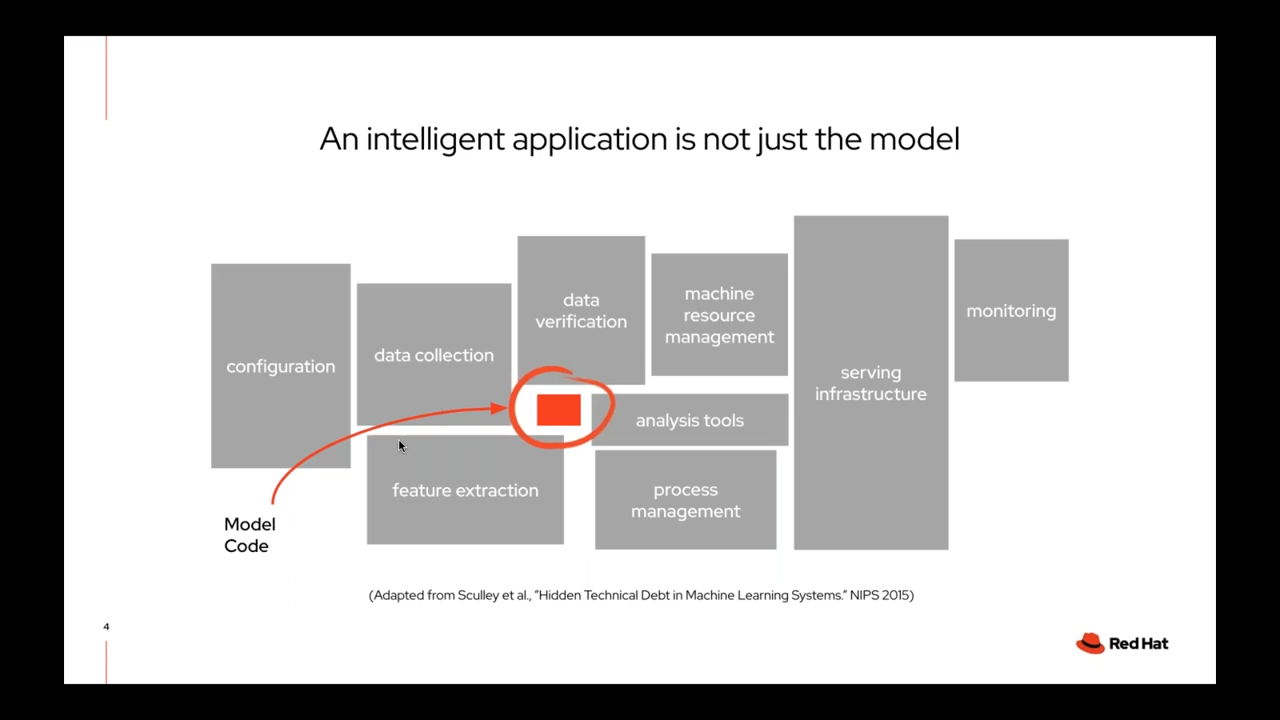 An intelligent application is not just the model
configuration
data collection
data
verification
machine
resource
management
serving
infrastructure
monitoring
analysis tools
feature extraction
process
management
Model
Code
(Adapted from Sculley et al., “Hidden Technical Debt in Machine Learning Systems.” NIPS 2015)
4
Red Hat